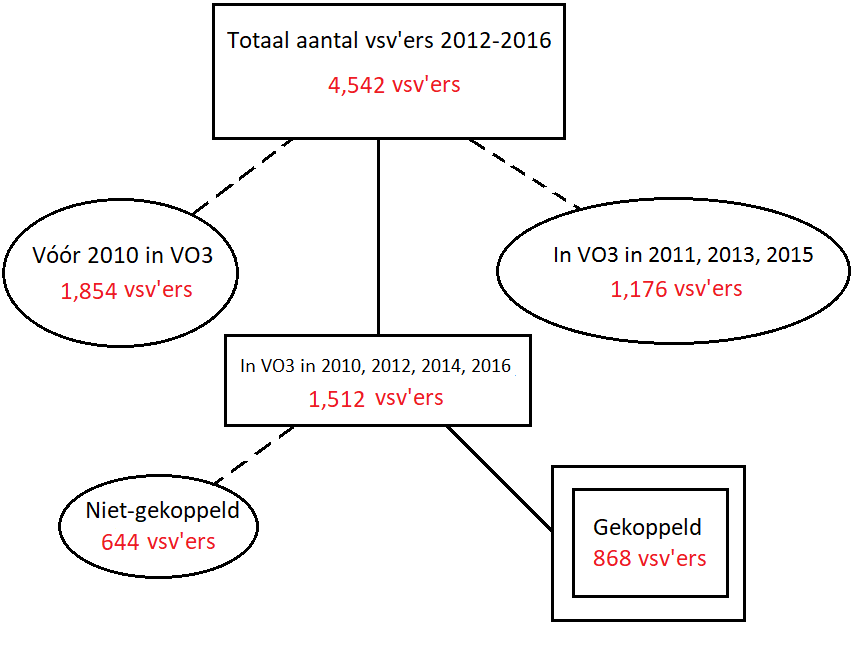 Totaal aantal vsv'ers 2012-2016
4,542 vsv'ers
Vóór 2010 in VO3
1,854 vsv'ers
In VO3 in 2011, 2013, 2015
1,176 vsv'ers
In VO3 in 2010, 2012, 2014, 2016
1,512 vsv'ers
Niet-gekoppeld
644 vsv'ers
Gekoppeld
868 vsv'ers